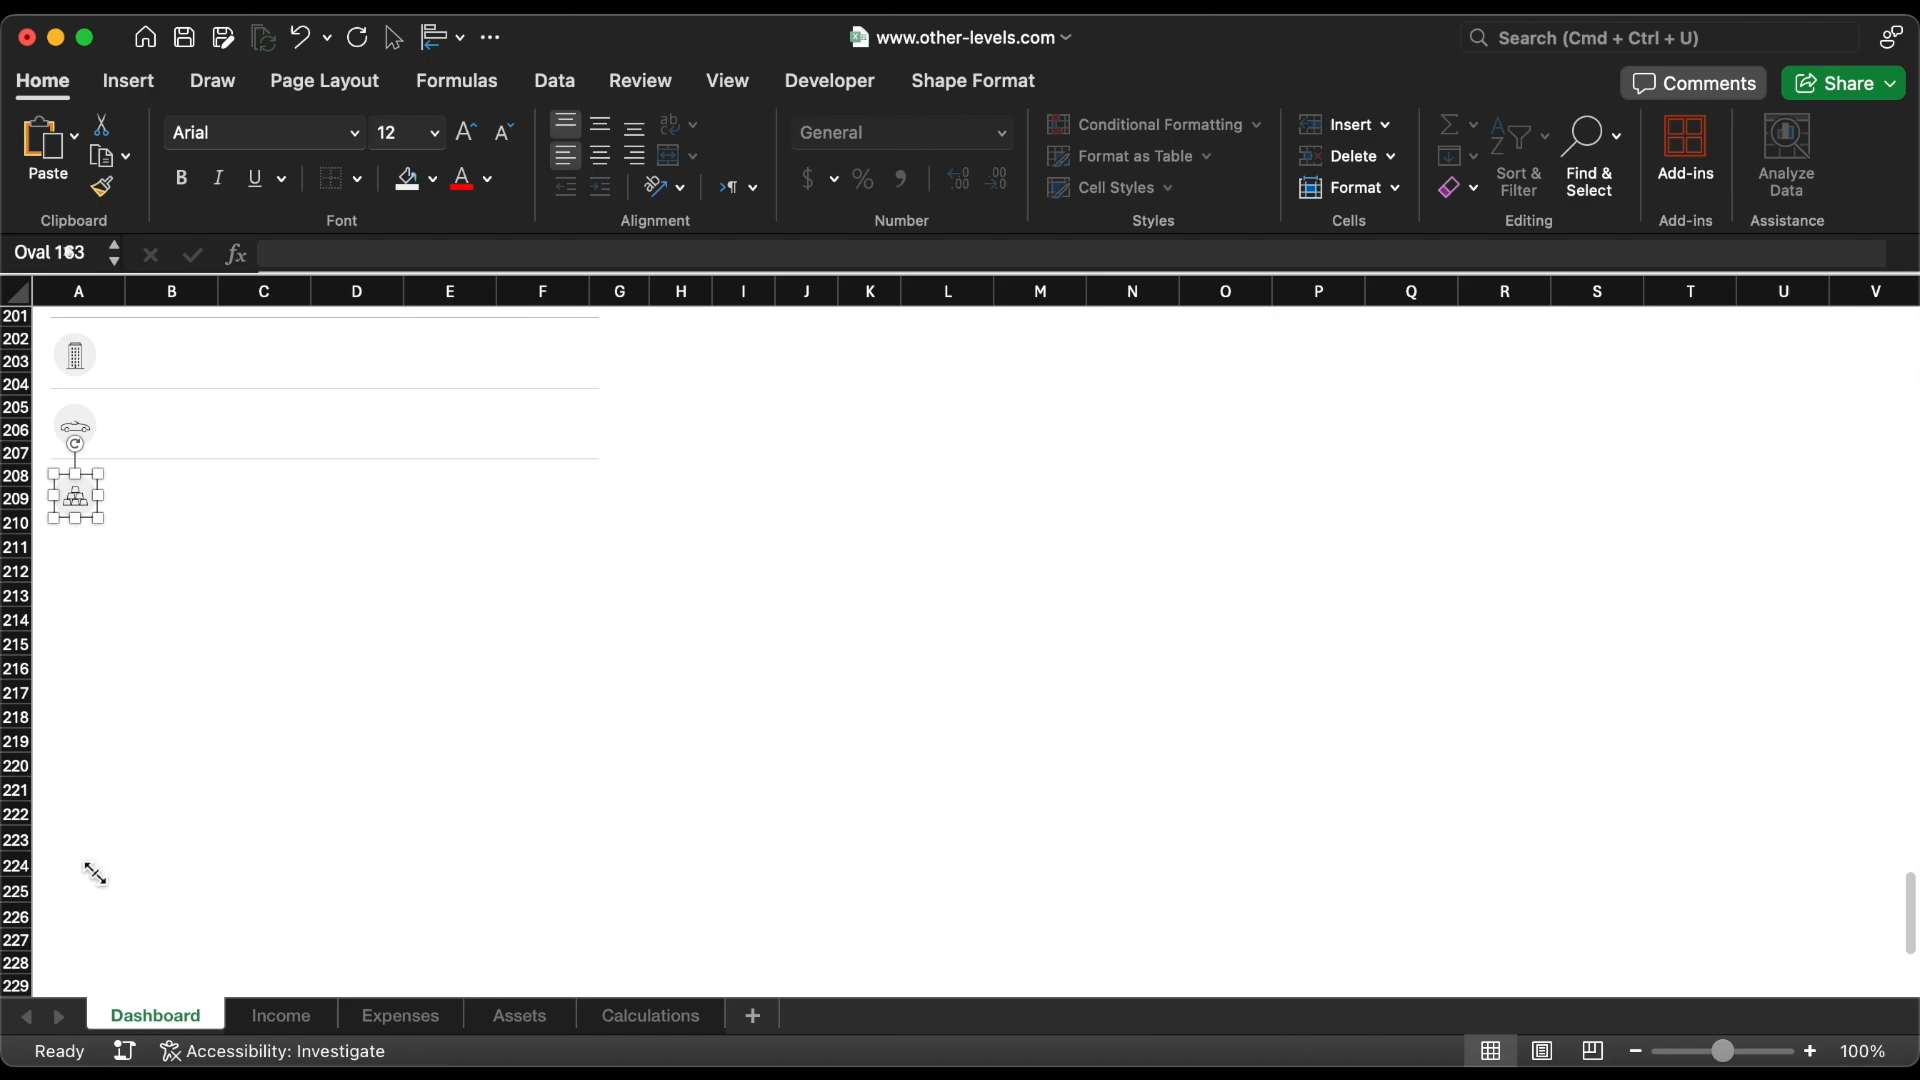 www.other-levels.com
Search (Cmd + Ctrl + U)
Home Insert Draw Page Layout Formulas Data Review View Developer Shape Format
Comments Share
Paste
Arial 12
B I U A
General
$ %
Conditional Formatting
Format as Table
Cell Styles
Insert
Delete
Format
Sort & Filter
Find & Select
Add-ins
Analyze Data
Clipboard Font Alignment Number Styles Cells Editing Add-ins Assistance
Oval 163 fx
A B C D E F G H I J K L M N O P Q R S T U V
201
202
203
204
205
206
207
208
209
210
211
212
213
214
215
216
217
218
219
220
221
222
223
224
225
226
227
228
229
Dashboard Income Expenses Assets Calculations +
Ready Accessibility: Investigate 100%